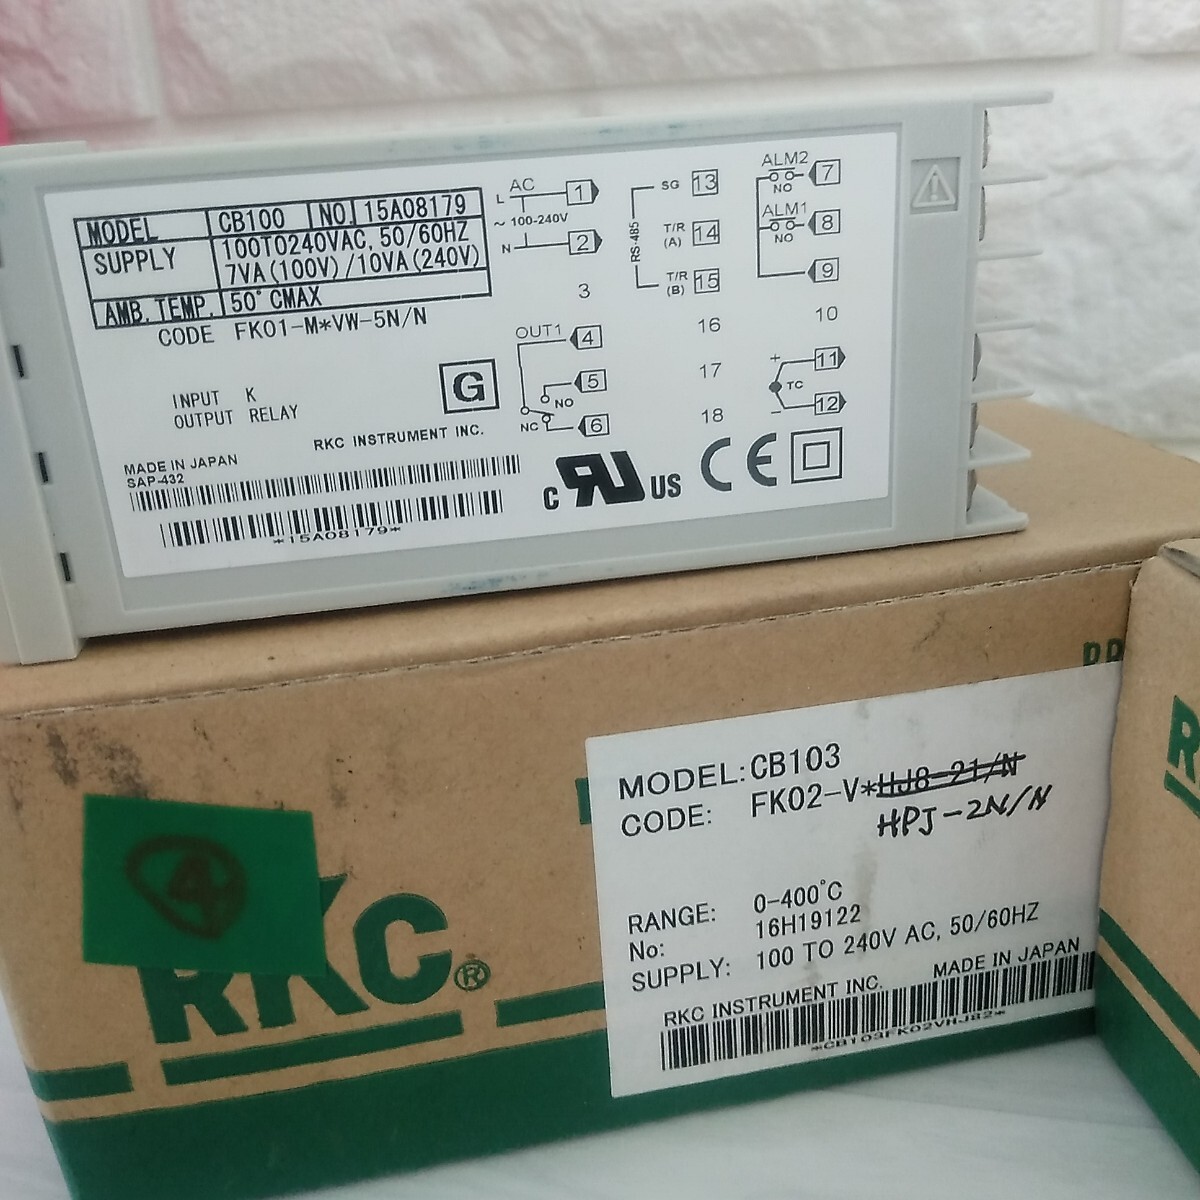 MODEL CB100 NO. 15A08179
SUPPLY 100TO240VAC, 50/60HZ
7VA(100V)/10VA(240V)
AMB. TEMP. 50°CMAX
CODE FK01-M*VW-5N/N
INPUT K
OUTPUT RELAY
G
RKC INSTRUMENT INC.
MADE IN JAPAN
SAP-432
*15A08179*
AC
L 1
~ 100-240V
N 2
3
OUT1 4
5
NO
NC 6
RS-485
SG 13
T/R (A) 14
T/R (B) 15
16
17
18
ALM2 7
NO
ALM1 8
NO
9
10
+ 11
TC
- 12
c RU US CE
MODEL: CB103
CODE: FK02-V*HJ8-21/N
HPJ-2N/N
RANGE: 0-400℃
No: 16H19122
SUPPLY: 100 TO 240V AC, 50/60HZ
RKC INSTRUMENT INC. MADE IN JAPAN
*CB103FK02VHJ82*
4
RKC®